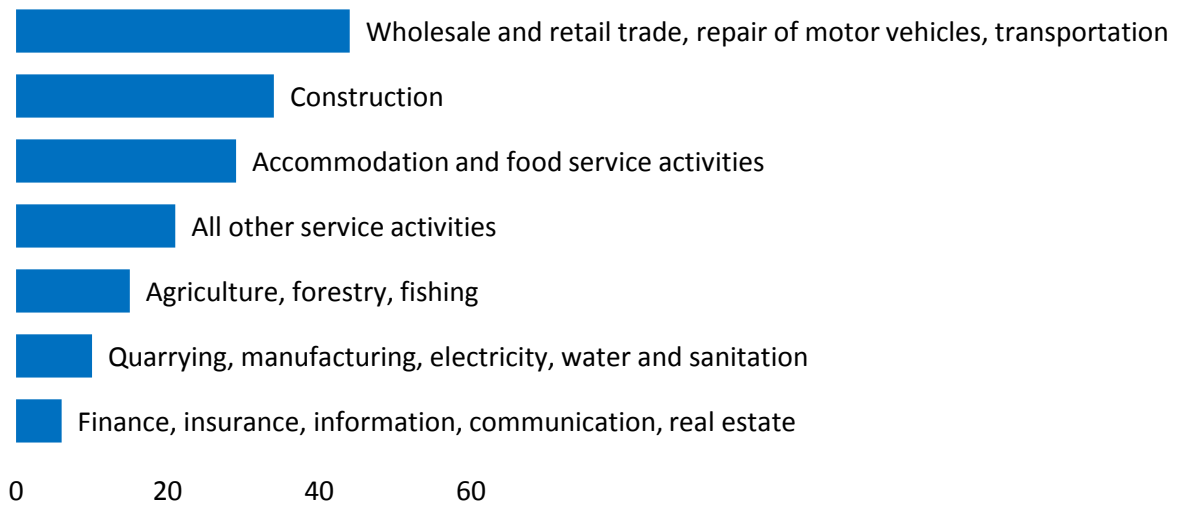 Wholesale and retail trade, repair of motor vehicles, transportation
Construction
Accommodation and food service activities
All other service activities
Agriculture, forestry, fishing
Quarrying, manufacturing, electricity, water and sanitation
Finance, insurance, information, communication, real estate
0 20 40 60